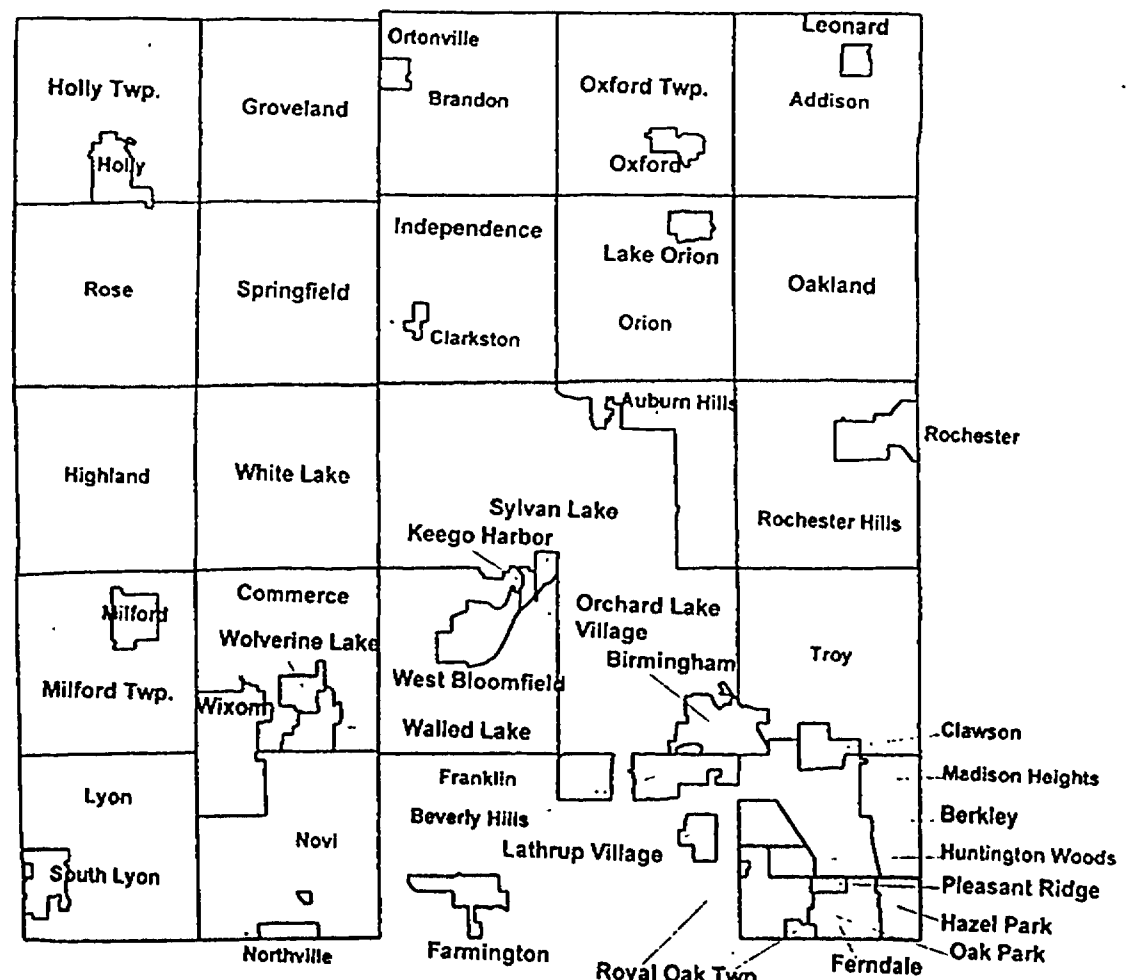 Leonard
Ortonville
Holly Twp.
Groveland
Brandon
Oxford Twp.
Addison
Holly
Oxford
Independence
Lake Orion
Rose
Springfield
Oakland
Orion
Clarkston
Auburn Hills
Rochester
Highland
White Lake
Sylvan Lake
Rochester Hills
Keego Harbor
Milford
Commerce
Orchard Lake
Village
Wolverine Lake
Birmingham
Troy
Milford Twp.
Wixom
West Bloomfield
Walled Lake
Clawson
Lyon
Franklin
Madison Heights
Beverly Hills
Berkley
Novi
Lathrup Village
Huntington Woods
South Lyon
Pleasant Ridge
Hazel Park
Northville
Farmington
Oak Park
Royal Oak Twp.
Ferndale